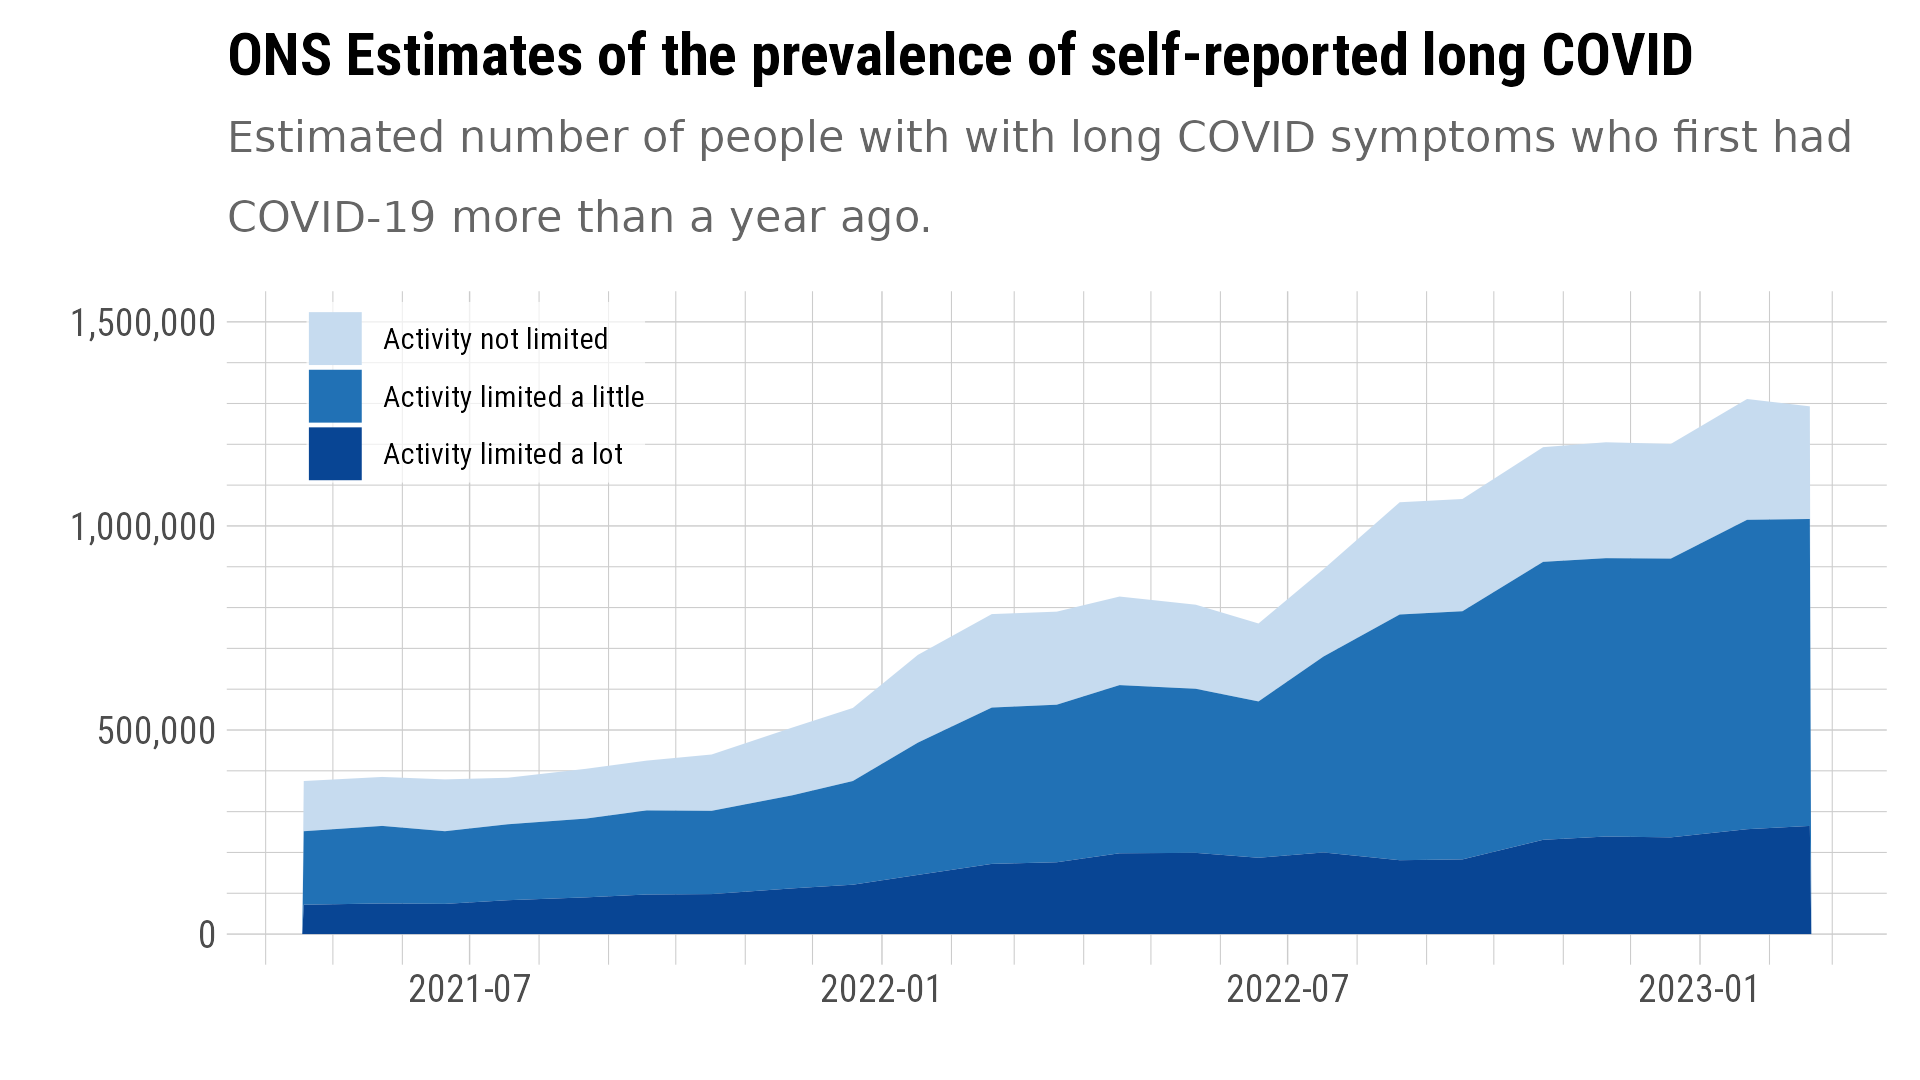 ONS Estimates of the prevalence of self-reported long COVID
Estimated number of people with with long COVID symptoms who first had
COVID-19 more than a year ago.
1,500,000
Activity not limited
Activity limited a little
Activity limited a lot
1,000,000
500,000
0
2021-07
2022-01
2022-07
2023-01